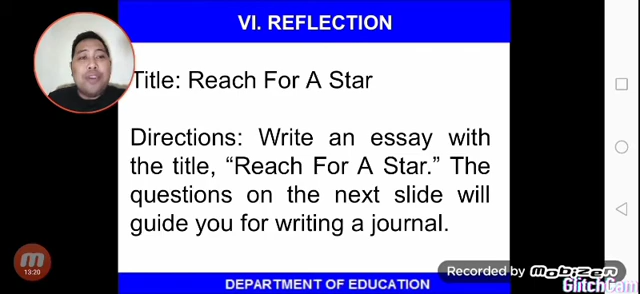 VI. REFLECTION
Title: Reach For A Star
Directions: Write an essay with
the title, “Reach For A Star.” The
questions on the next slide will
guide you for writing a journal.
13:20
Recorded by Mobizen
DEPARTMENT OF EDUCATION
GlitchCam